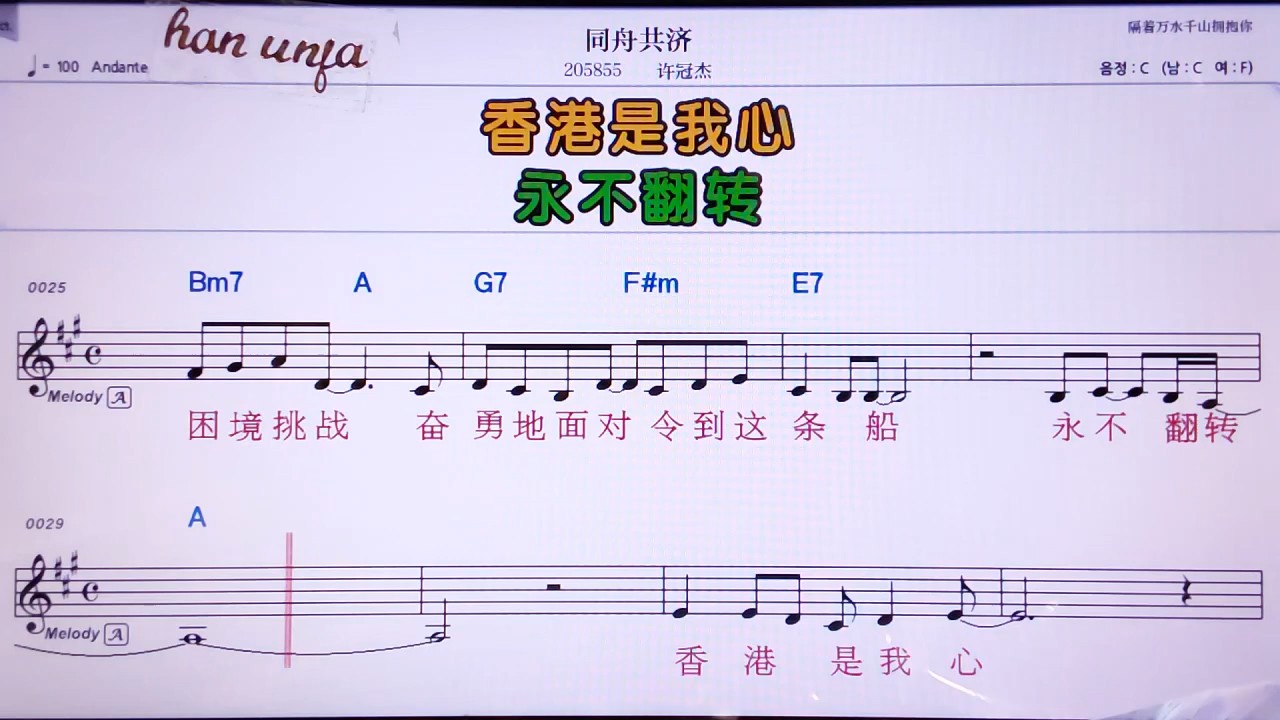 han unfa
同舟共济
隔着万水千山拥抱你
♩= 100 Andante
205855 许冠杰
음정 : C (남 : C 여 : F)
香港是我心
永不翻转
0025 Bm7 A G7 F#m E7
Melody A
困境挑战 奋勇地面对 令到这条船 永不翻转
0029 A
Melody A
香港是我心